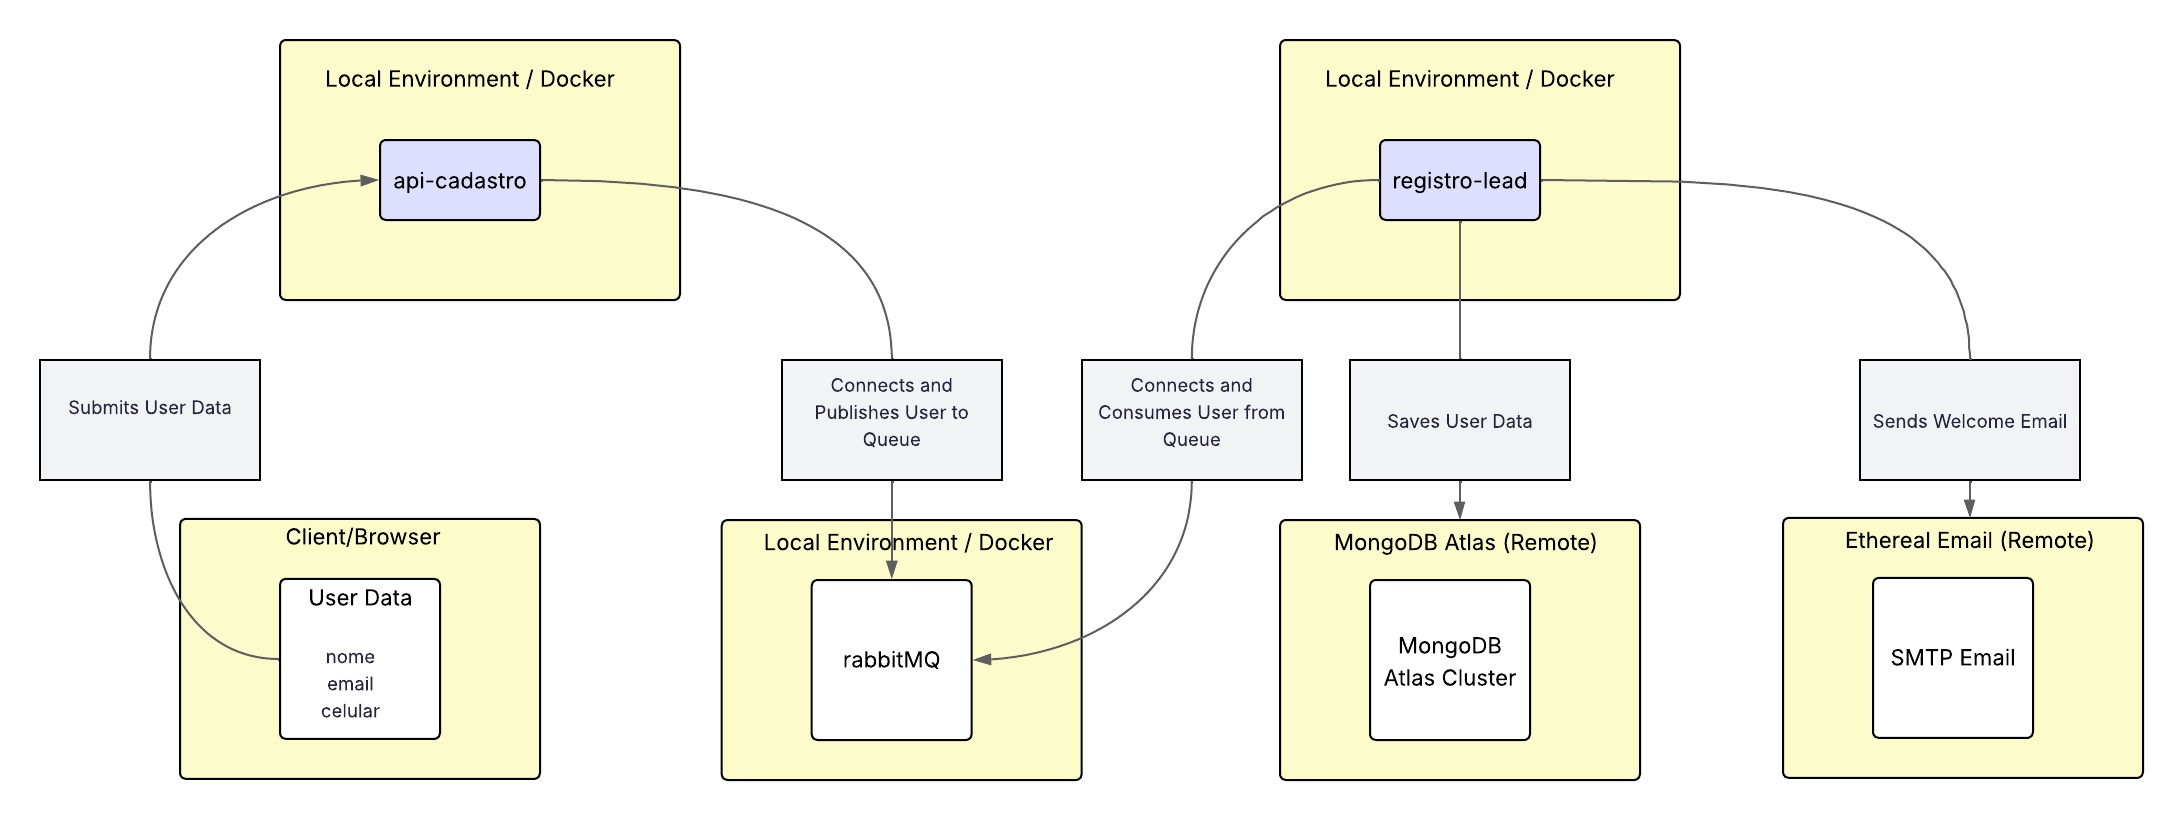 Local Environment / Docker
api-cadastro
Local Environment / Docker
registro-lead
Submits User Data
Connects and
Publishes User to
Queue
Connects and
Consumes User from
Queue
Saves User Data
Sends Welcome Email
Client/Browser
User Data
nome
email
celular
Local Environment / Docker
rabbitMQ
MongoDB Atlas (Remote)
MongoDB
Atlas Cluster
Ethereal Email (Remote)
SMTP Email